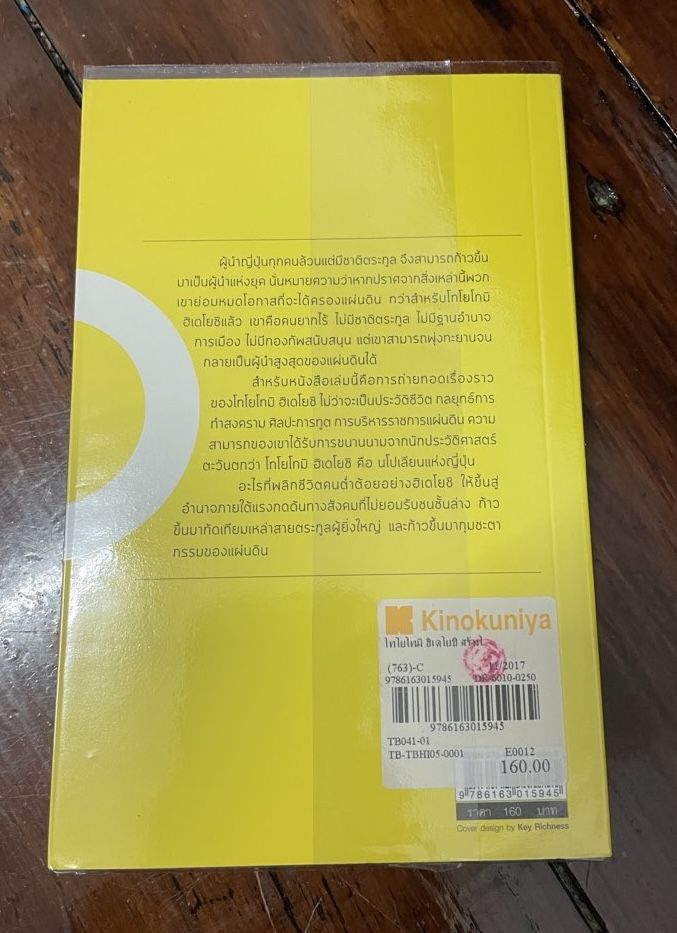 ผู้นำญี่ปุ่นทุกคนล้วนแต่มีชาติตระกูล จึงสามารถก้าวขึ้น
มาเป็นผู้นำแห่งยุค นั่นหมายความว่าหากปราศจากสิ่งเหล่านี้พวก
เขาย่อมหมดโอกาสที่จะได้ครองแผ่นดิน กว่าสำหรับโทโยโทมิ
ฮิเดโยชิแล้ว เขาคือคนยากไร้ ไม่มีชาติตระกูล ไม่มีฐานอำนาจ
การเมือง ไม่มีกองทัพสนับสนุน แต่เขาสามารถพุ่งทะยานจน
กลายเป็นผู้นำสูงสุดของแผ่นดินได้
สำหรับหนังสือเล่มนี้คือการถ่ายทอดเรื่องราว
ของโทโยโทมิ ฮิเดโยชิ ไม่ว่าจะเป็นประวัติชีวิต กลยุทธ์การ
ทำสงคราม ศิลปะการทูต การบริหารราชการแผ่นดิน ความ
สามารถของเขาได้รับการขนานนามจากนักประวัติศาสตร์
ตะวันตกว่า โทโยโทมิ ฮิเดโยชิ คือ นโปเลียนแห่งญี่ปุ่น
อะไรที่พลิกชีวิตคนต่ำต้อยอย่างฮิเดโยชิ ให้ขึ้นสู่
อำนาจภายใต้แรงกดดันทางสังคมที่ไม่ยอมรับชนชั้นล่าง ก้าว
ขึ้นมาทัดเทียมเหล่าสายตระกูลผู้ยิ่งใหญ่ และก้าวขึ้นมากุมชะตา
กรรมของแผ่นดิน
Kinokuniya
โทโยโทมิ ฮิเดโยชิ สร้าง
(763)-C 11/2017
9786163015945 DP-6010-0250
9786163015945
TB041-01
TB-TBHI05-0001 E0012
160.00
9 786163 015945
ราคา 160 บาท
Cover design by Key Richness